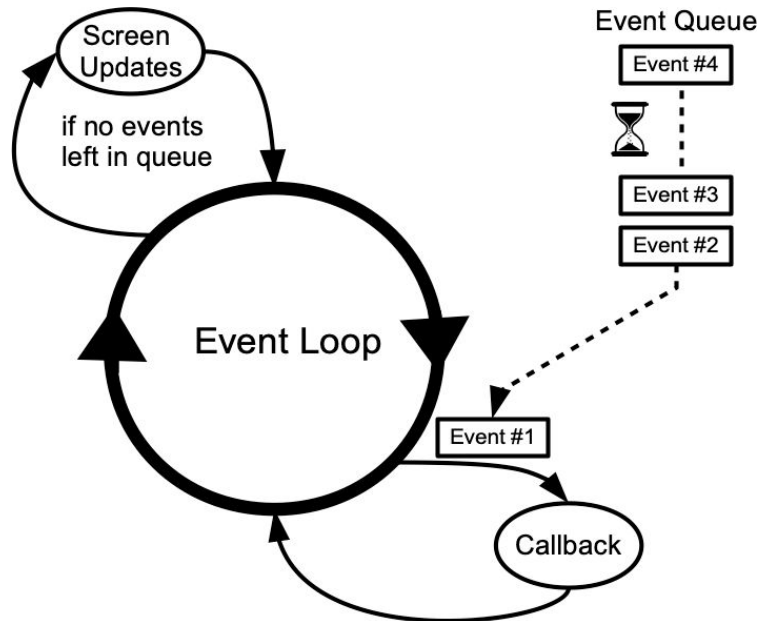 Screen
Updates
if no events
left in queue
Event Queue
Event #4
Event #3
Event #2
Event Loop
Event #1
Callback